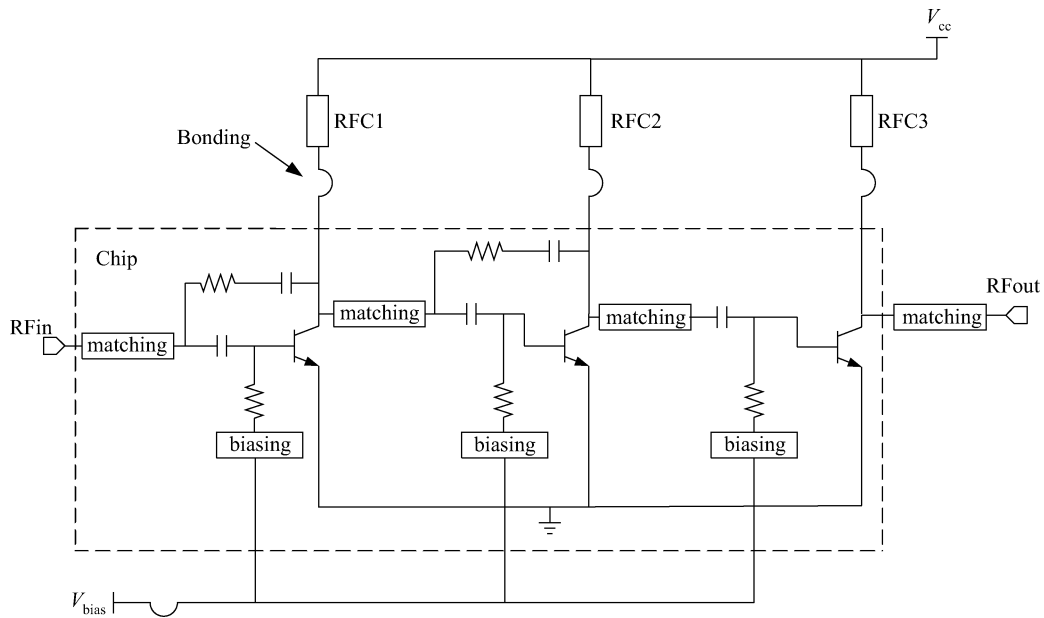 Vcc
RFC1
RFC2
RFC3
Bonding
Chip
RFin
matching
matching
matching
matching
RFout
biasing
biasing
biasing
Vbias